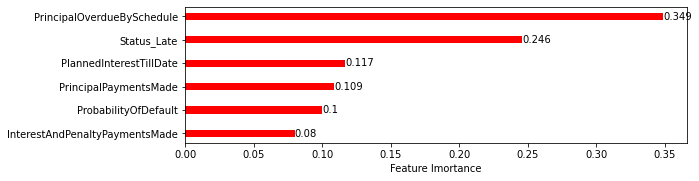 PrincipalOverdueBySchedule 0.349
Status_Late 0.246
PlannedInterestTillDate 0.117
PrincipalPaymentsMade 0.109
ProbabilityOfDefault 0.1
InterestAndPenaltyPaymentsMade 0.08
0.00 0.05 0.10 0.15 0.20 0.25 0.30 0.35
Feature Imortance